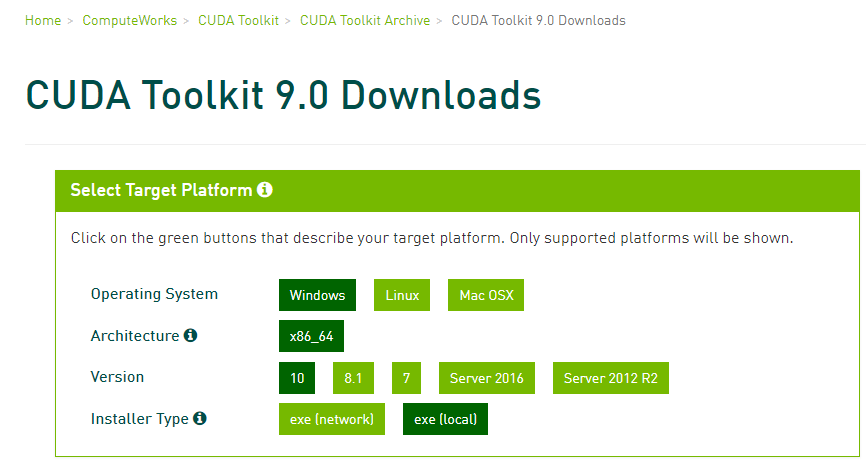 Home > ComputeWorks > CUDA Toolkit > CUDA Toolkit Archive > CUDA Toolkit 9.0 Downloads
CUDA Toolkit 9.0 Downloads
Select Target Platform
Click on the green buttons that describe your target platform. Only supported platforms will be shown.
Operating System Windows Linux Mac OSX
Architecture x86_64
Version 10 8.1 7 Server 2016 Server 2012 R2
Installer Type exe (network) exe (local)